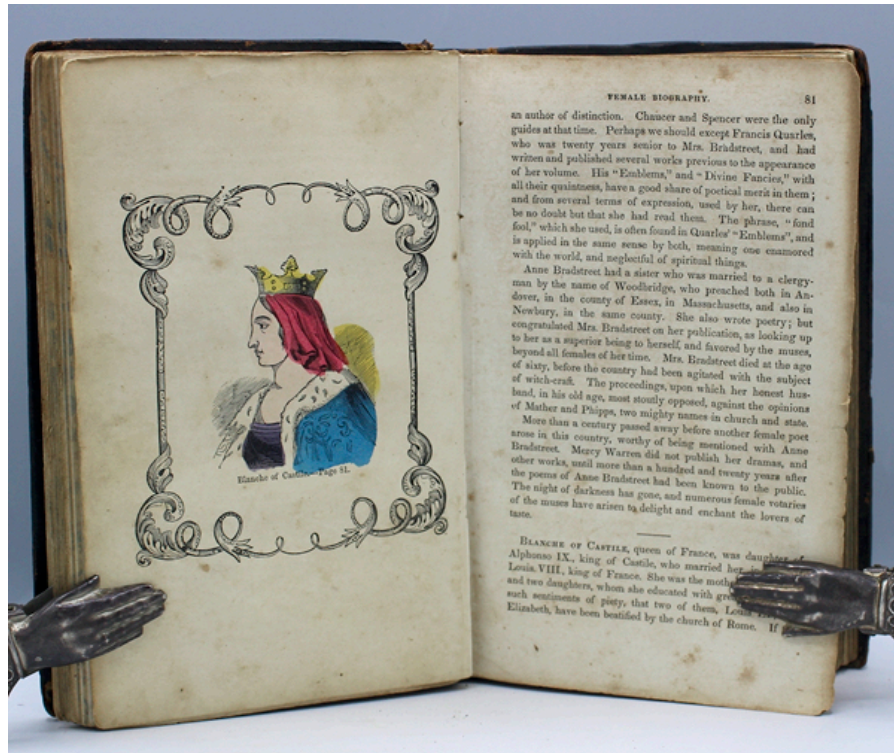 Blanche of Castile.—Page 81.
FEMALE BIOGRAPHY. 81
an author of distinction. Chaucer and Spencer were the only
guides at that time. Perhaps we should except Francis Quarles,
who was twenty years senior to Mrs. Bradstreet, and had
written and published several works previous to the appearance
of her volume. His "Emblems," and "Divine Fancies," with
all their quaintness, have a good share of poetical merit in them;
and from several terms of expression, used by her, there can
be no doubt but that she had read them. The phrase, "fond
fool," which she used, is often found in Quarles' "Emblems", and
is applied in the same sense by both, meaning one enamored
with the world, and neglectful of spiritual things.
Anne Bradstreet had a sister who was married to a clergy-
man by the name of Woodbridge, who preached both in An-
dover, in the county of Essex, in Massachusetts, and also in
Newbury, in the same county. She also wrote poetry; but
congratulated Mrs. Bradstreet on her publication, as looking up
to her as a superior being to herself, and favored by the muses,
beyond all females of her time. Mrs. Bradstreet died at the age
of sixty, before the country had been agitated with the subject
of witch-craft. The proceedings, upon which her honest hus-
band, in his old age, most stoutly opposed, against the opinions
of Mather and Phipps, two mighty names in church and state.
More than a century passed away before another female poet
arose in this country, worthy of being mentioned with Anne
Bradstreet. Mercy Warren did not publish her dramas, and
other works, until more than a hundred and twenty years after
the poems of Anne Bradstreet had been known to the public.
The night of darkness has gone, and numerous female votaries
of the muses have arisen to delight and enchant the lovers of
taste.
BLANCHE OF CASTILE, queen of France, was daughter of
Alphonso IX., king of Castile, who married her
Louis VIII., king of France. She was the
and two daughters, whom she educated with
such sentiments of piety, that two of them,
Elizabeth, have been beatified by the church of Rome. If